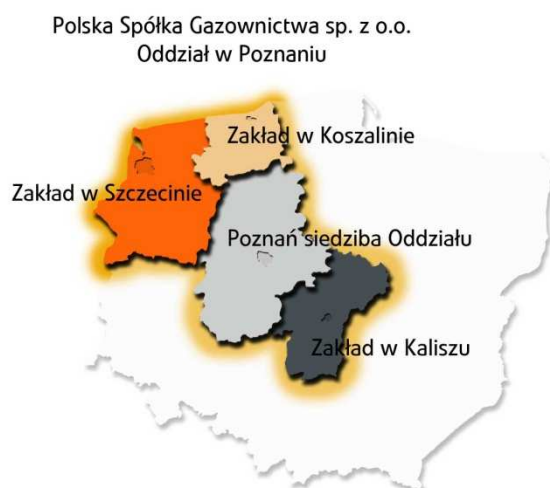 Polska Spółka Gazownictwa sp. z o.o.
Oddział w Poznaniu
Zakład w Koszalinie
Zakład w Szczecinie
Poznań siedziba Oddziału
Zakład w Kaliszu